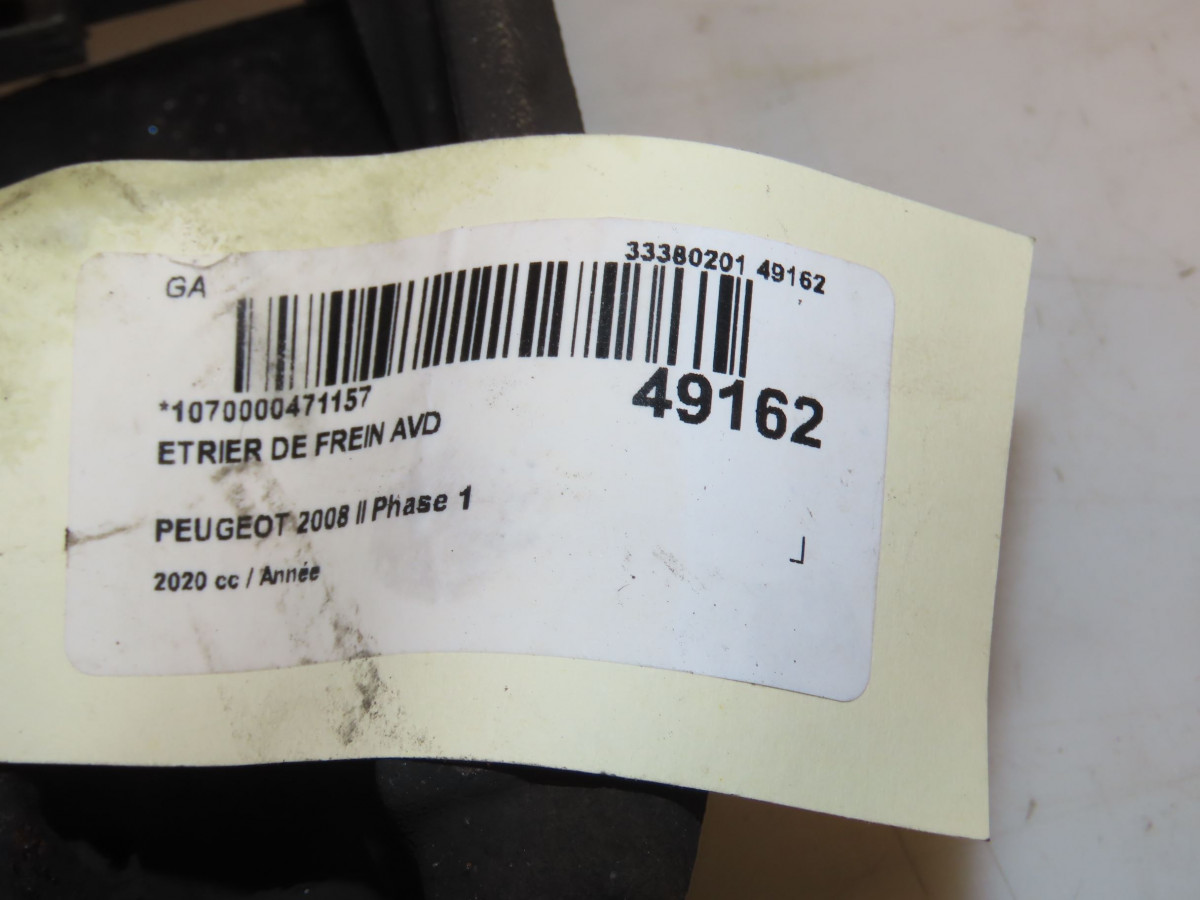 GA
33380201 49162
*1070000471157
49162
ETRIER DE FREIN AVD
PEUGEOT 2008 II Phase 1
2020 cc / Année